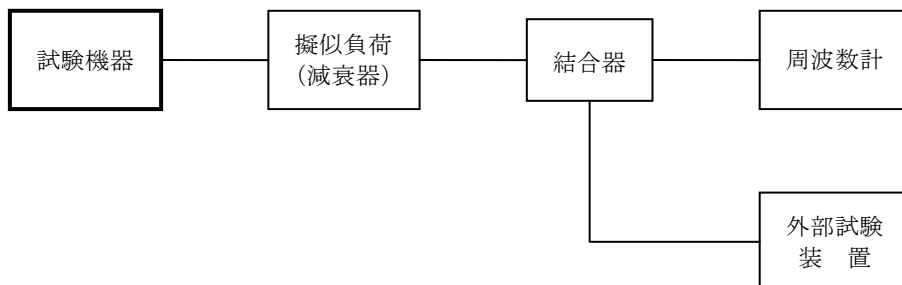 試験機器
擬似負荷
(減衰器)
結合器
周波数計
外部試験
装　置